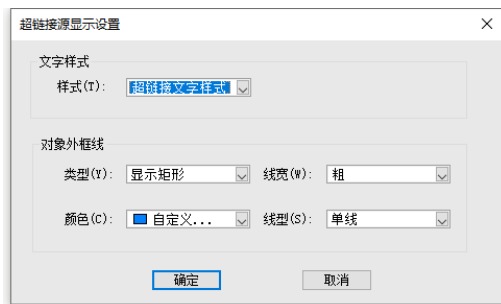 超链接源显示设置
文字样式
样式(T): 超链接文字样式
对象外框线
类型(Y): 显示矩形 线宽(W): 粗
颜色(C): 自定义... 线型(S): 单线
确定 取消